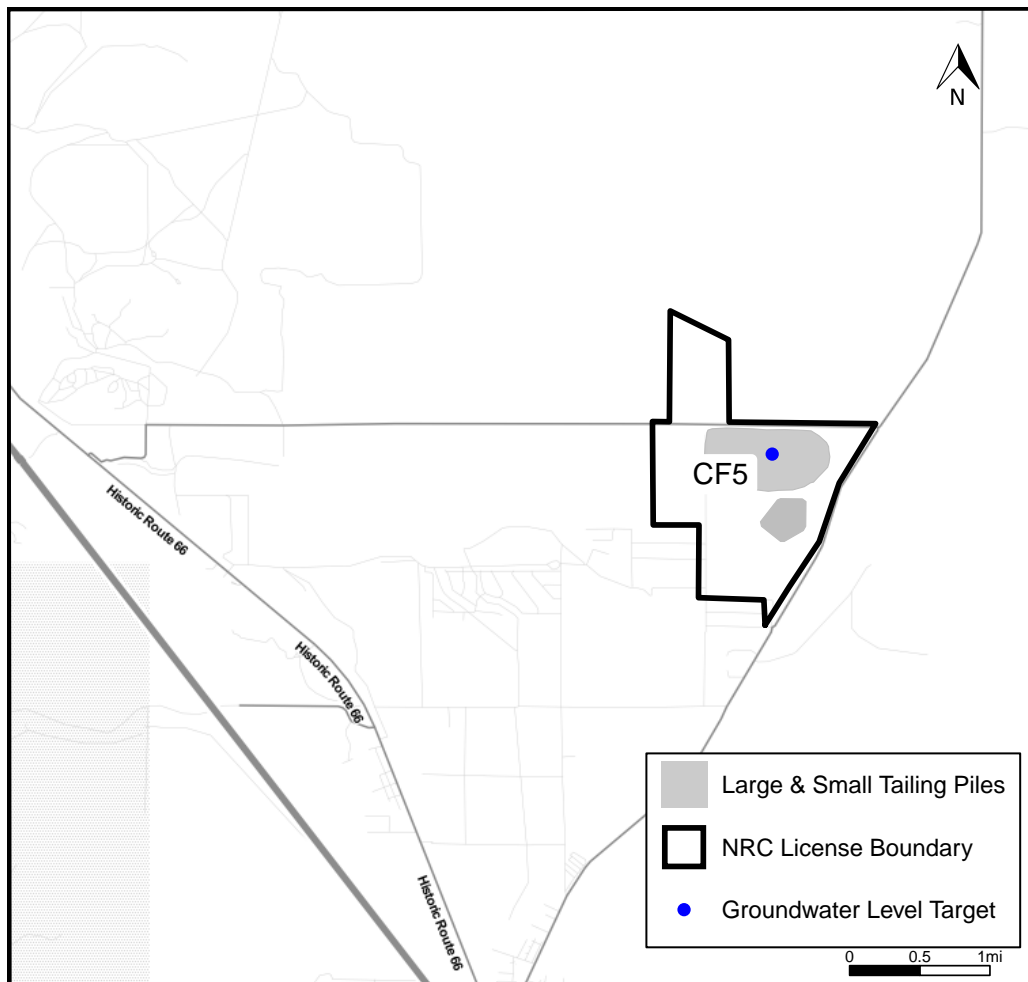 N
CF5
Historic Route 66
Historic Route 66
Historic Route 66
Large & Small Tailing Piles
NRC License Boundary
Groundwater Level Target
0 0.5 1mi